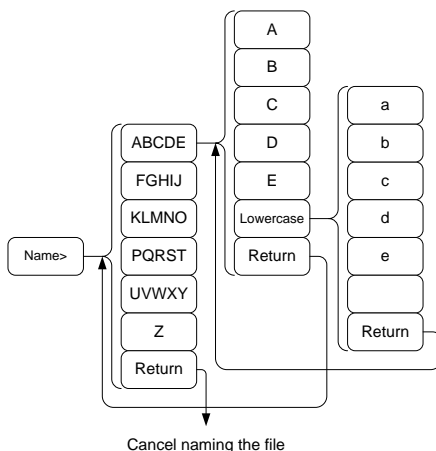 Name>
ABCDE
FGHIJ
KLMNO
PQRST
UVWXY
Z
Return
A
B
C
D
E
Lowercase
Return
a
b
c
d
e
Return
Cancel naming the file